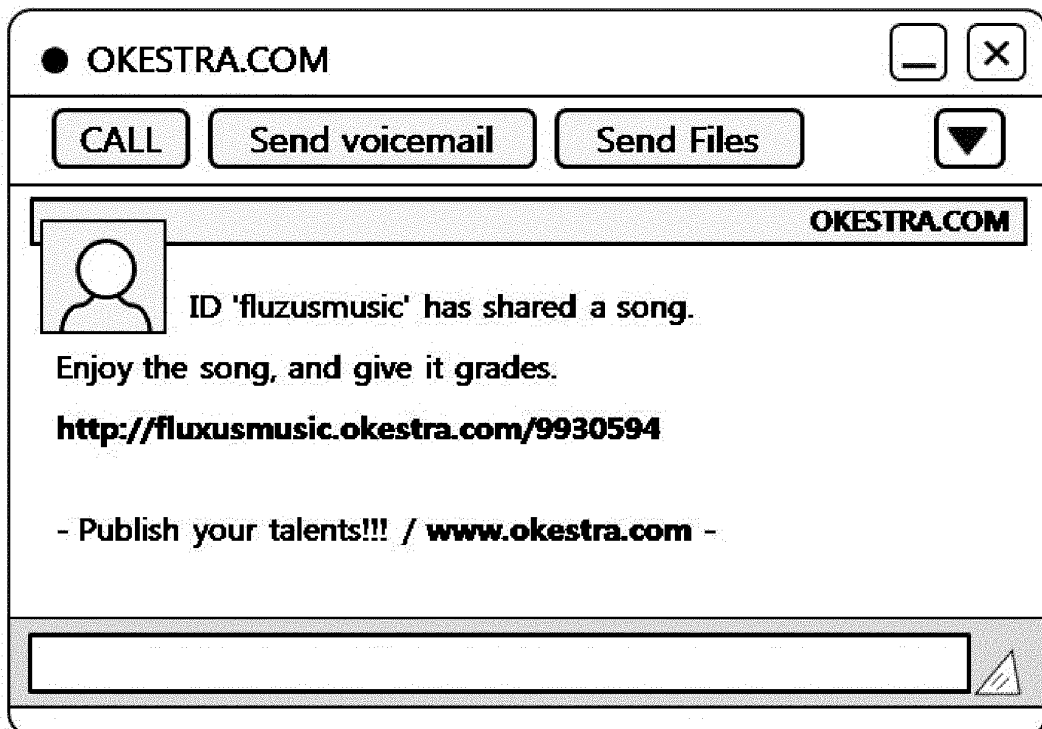 OKESTRA.COM
CALL Send voicemail Send Files
OKESTRA.COM
ID 'fluzusmusic' has shared a song.
Enjoy the song, and give it grades.
http://fluxusmusic.okestra.com/9930594
- Publish your talents!!! / www.okestra.com -